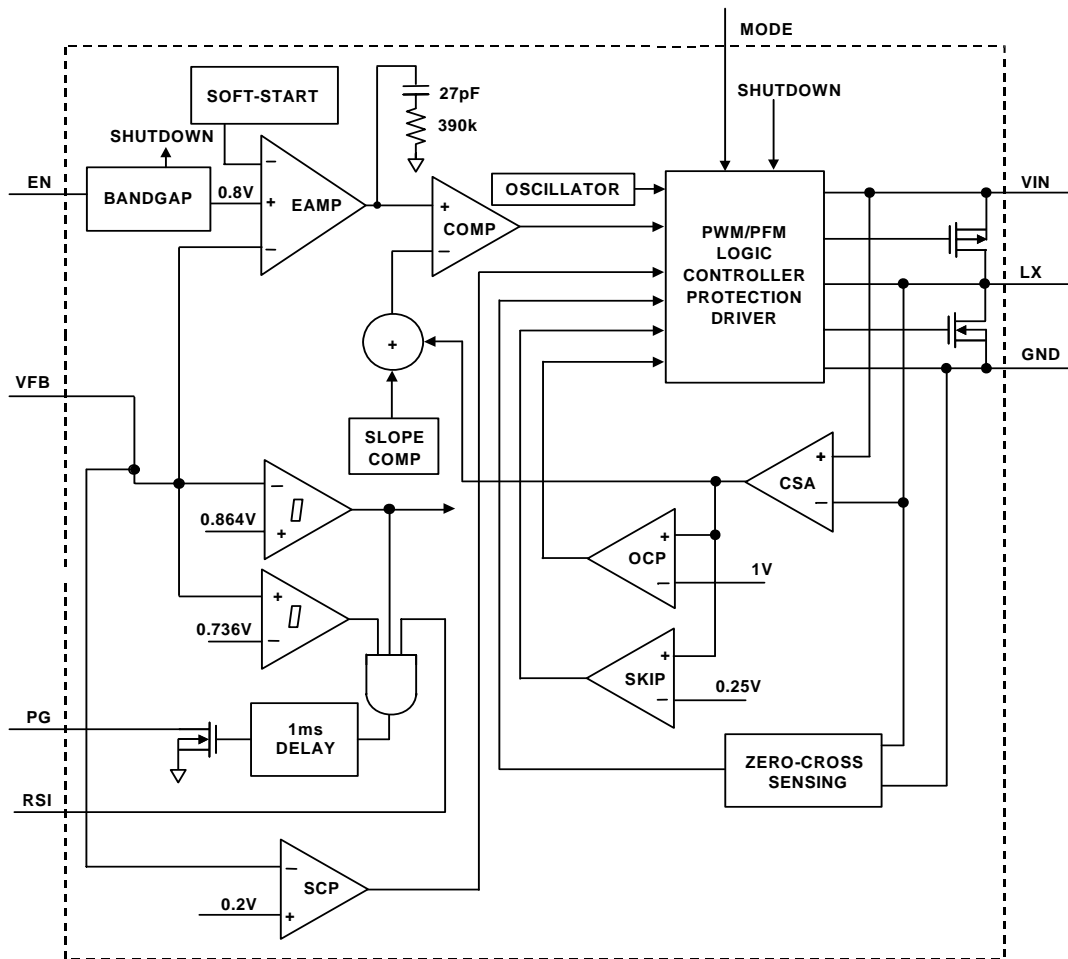 MODE
SOFT-START
27pF
390k
SHUTDOWN
SHUTDOWN
EN
BANDGAP
0.8V
−
+
−
EAMP
+
−
COMP
OSCILLATOR
PWM/PFM
LOGIC
CONTROLLER
PROTECTION
DRIVER
VIN
LX
GND
+
VFB
SLOPE
COMP
+
−
CSA
−
+
0.864V
+
−
OCP
1V
+
−
0.736V
+
−
SKIP
0.25V
PG
1ms
DELAY
ZERO-CROSS
SENSING
RSI
−
+
SCP
0.2V